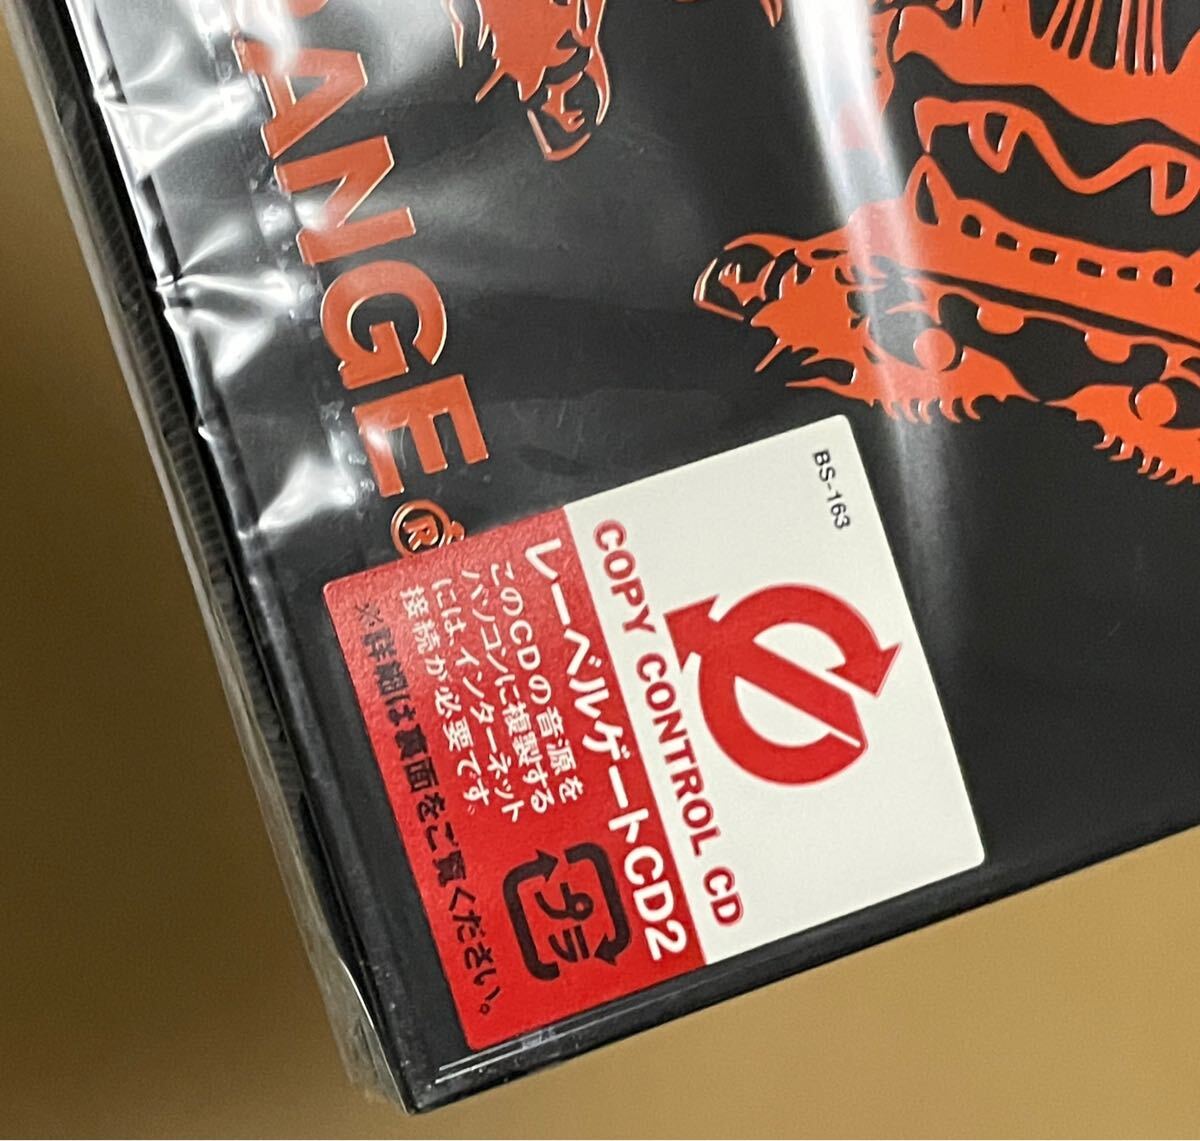 RANGE®
BS-163
COPY CONTROL CD
レーベルゲートCD2
このCDの音源を
パソコンに複製する
には、インターネット
接続が必要です。
※詳細は裏面をご覧ください。
プラ